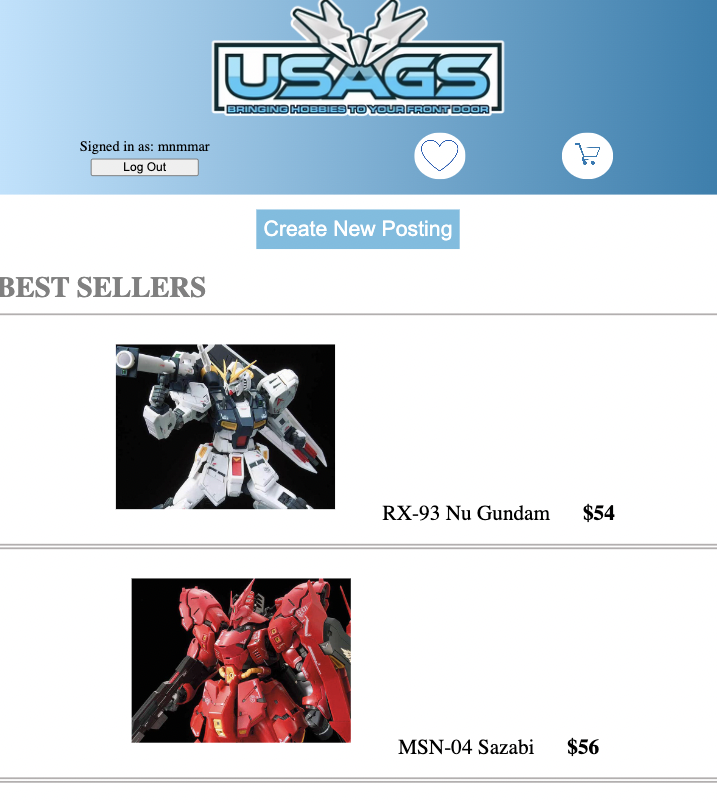 USAGS
BRINGING HOBBIES TO YOUR FRONT DOOR
Signed in as: mnmmar
Log Out
Create New Posting
BEST SELLERS
RX-93 Nu Gundam $54
MSN-04 Sazabi $56